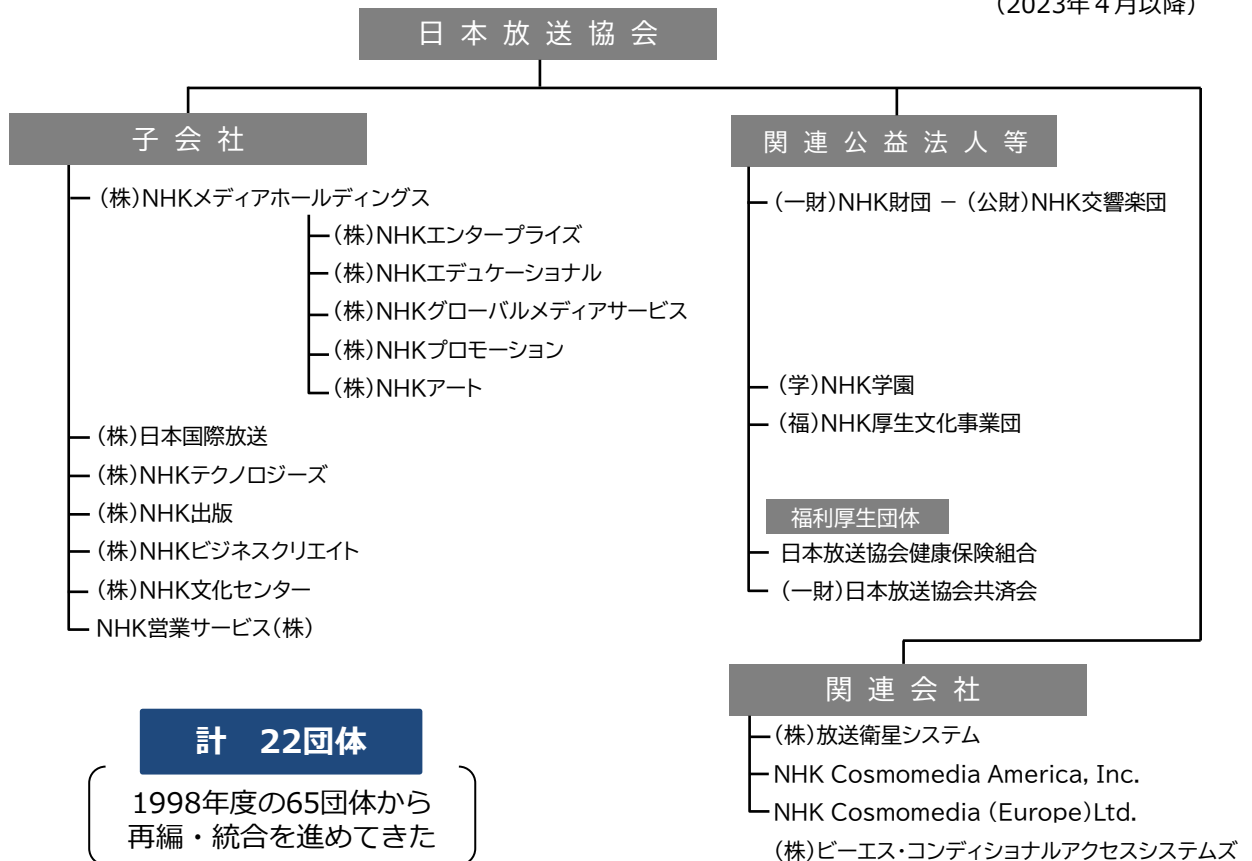 （2023年４月以降）
日本放送協会
子会社
（株）NHKメディアホールディングス
（株）NHKエンタープライズ
（株）NHKエデュケーショナル
（株）NHKグローバルメディアサービス
（株）NHKプロモーション
（株）NHKアート
（株）日本国際放送
（株）NHKテクノロジーズ
（株）NHK出版
（株）NHKビジネスクリエイト
（株）NHK文化センター
NHK営業サービス（株）
計　22団体
1998年度の65団体から
再編・統合を進めてきた
関連公益法人等
（一財）NHK財団 − （公財）NHK交響楽団
（学）NHK学園
（福）NHK厚生文化事業団
福利厚生団体
日本放送協会健康保険組合
（一財）日本放送協会共済会
関連会社
（株）放送衛星システム
NHK Cosmomedia America, Inc.
NHK Cosmomedia (Europe)Ltd.
（株）ビーエス・コンディショナルアクセスシステムズ